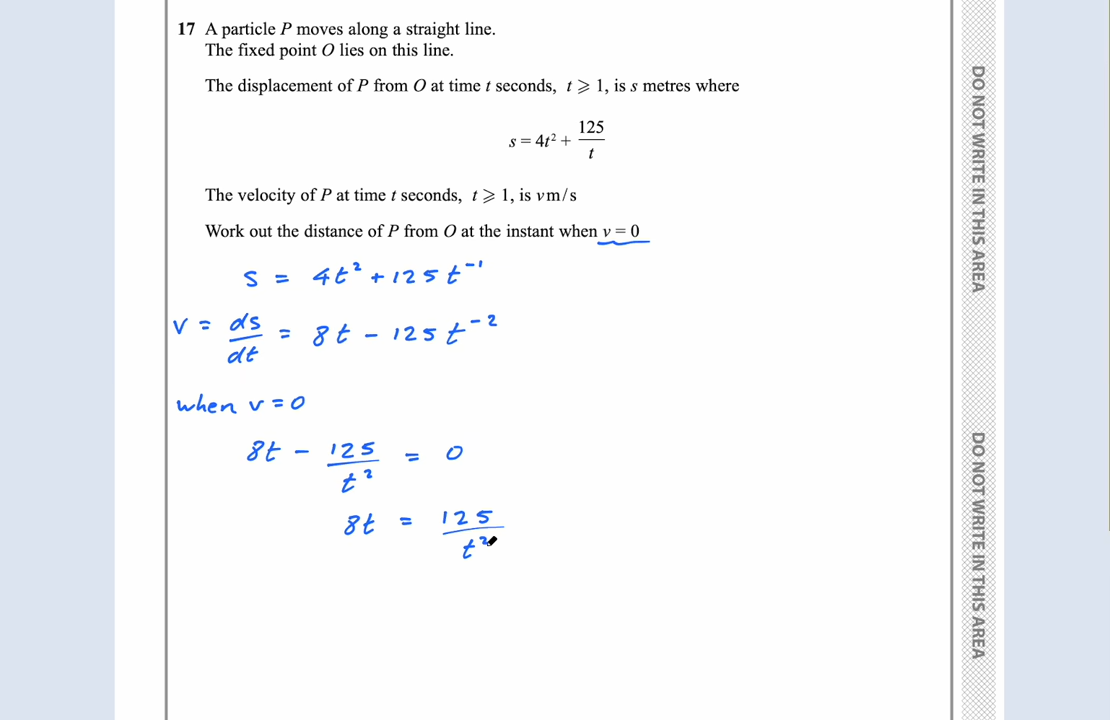 17 A particle P moves along a straight line.
The fixed point O lies on this line.
The displacement of P from O at time t seconds, t ⩾ 1, is s metres where
s = 4t² + 125/t
The velocity of P at time t seconds, t ⩾ 1, is v m/s
Work out the distance of P from O at the instant when v = 0
s = 4t² + 125t⁻¹
v = ds/dt = 8t − 125t⁻²
when v = 0
8t − 125/t² = 0
8t = 125/t²
DO NOT WRITE IN THIS AREA
DO NOT WRITE IN THIS AREA